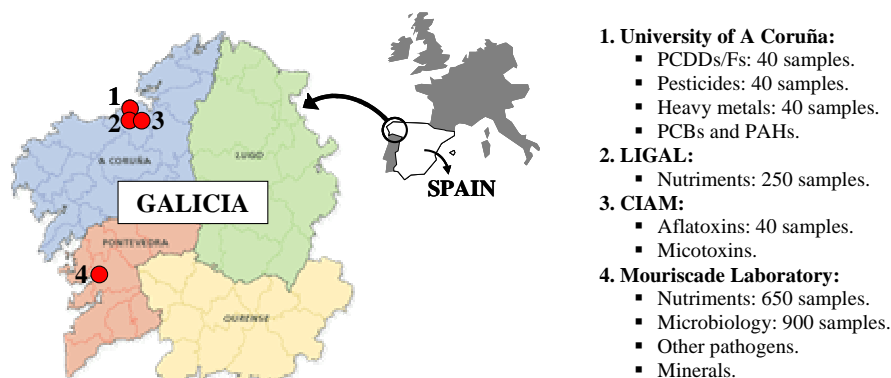 1
2
3
A CORUÑA
LUGO
GALICIA
PONTEVEDRA
4
OURENSE
SPAIN
1. University of A Coruña:
▪ PCDDs/Fs: 40 samples.
▪ Pesticides: 40 samples.
▪ Heavy metals: 40 samples.
▪ PCBs and PAHs.
2. LIGAL:
▪ Nutriments: 250 samples.
3. CIAM:
▪ Aflatoxins: 40 samples.
▪ Micotoxins.
4. Mouriscade Laboratory:
▪ Nutriments: 650 samples.
▪ Microbiology: 900 samples.
▪ Other pathogens.
▪ Minerals.